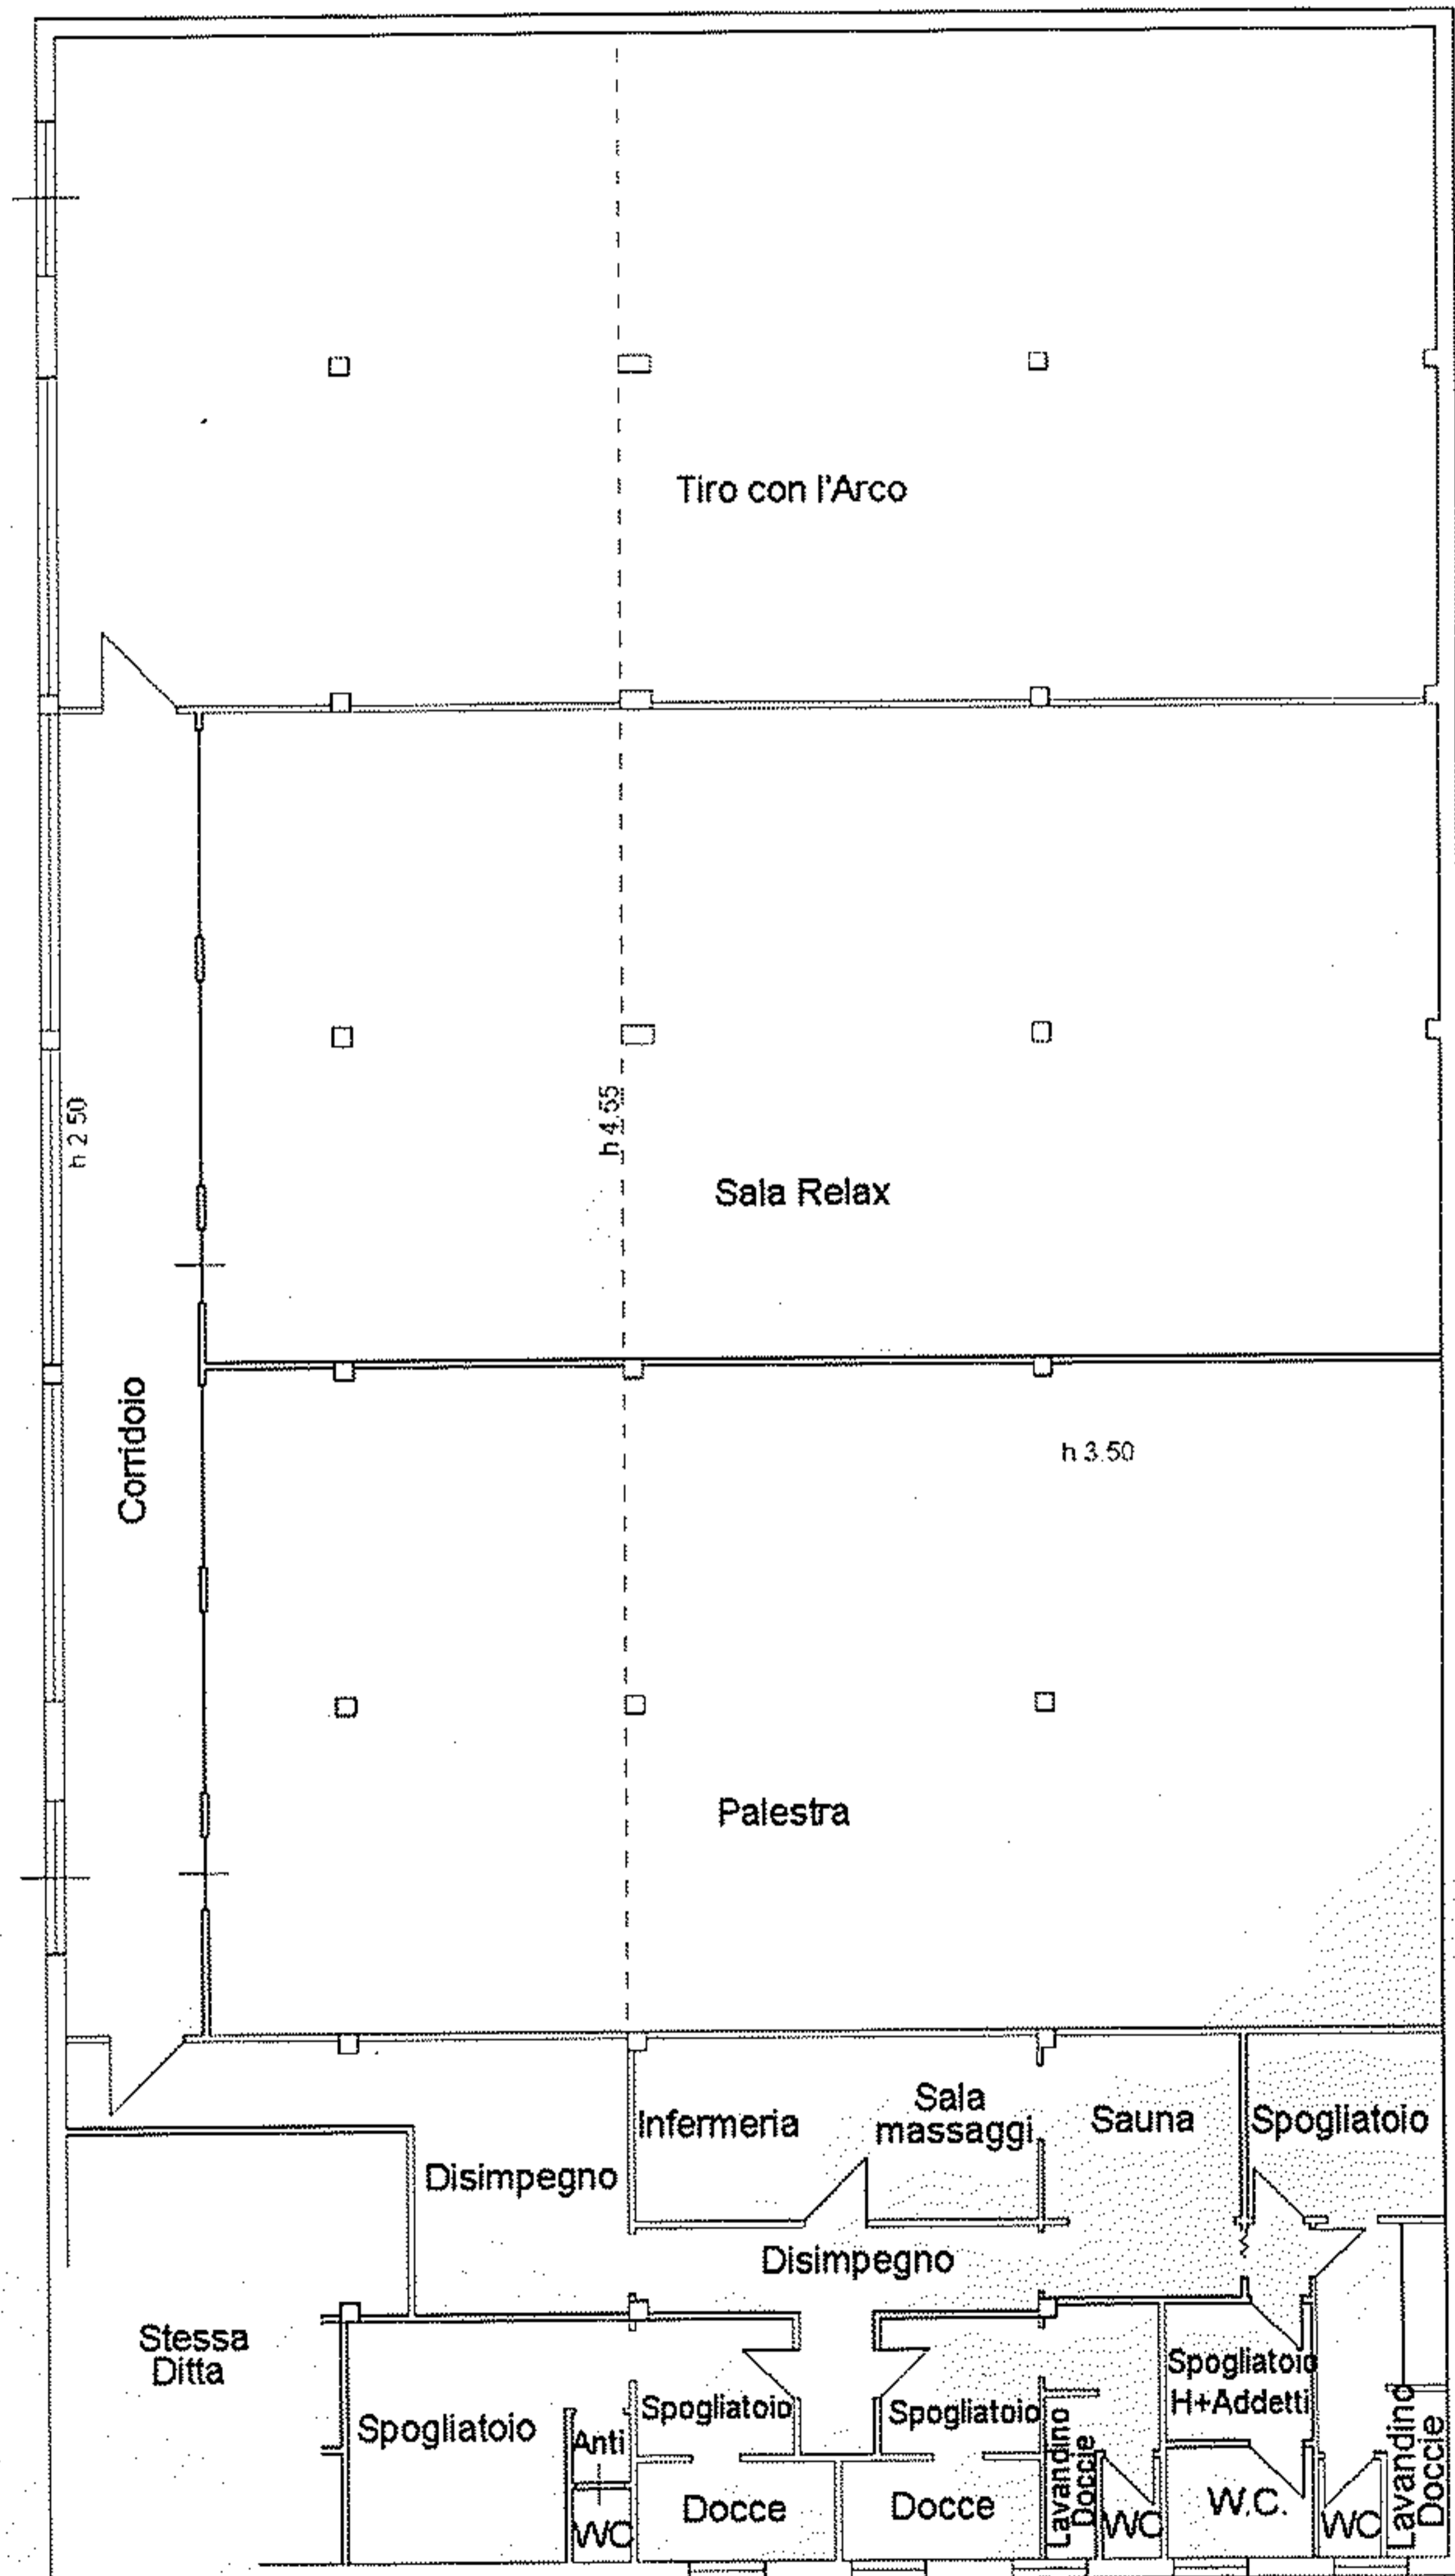 Tiro con l'Arco
h 2.50
h 4.55
Sala Relax
Corridoio
h 3.50
Palestra
Infermeria
Sala
massaggi
Sauna
Spogliatoio
Disimpegno
Disimpegno
Stessa
Ditta
Spogliatoio
Anti
WC
Spogliatoio
Docce
Spogliatoio
Docce
Lavandino
Doccie
WC
Spogliatoio
H+Addetti
W.C.
WC
Lavandino
Doccie